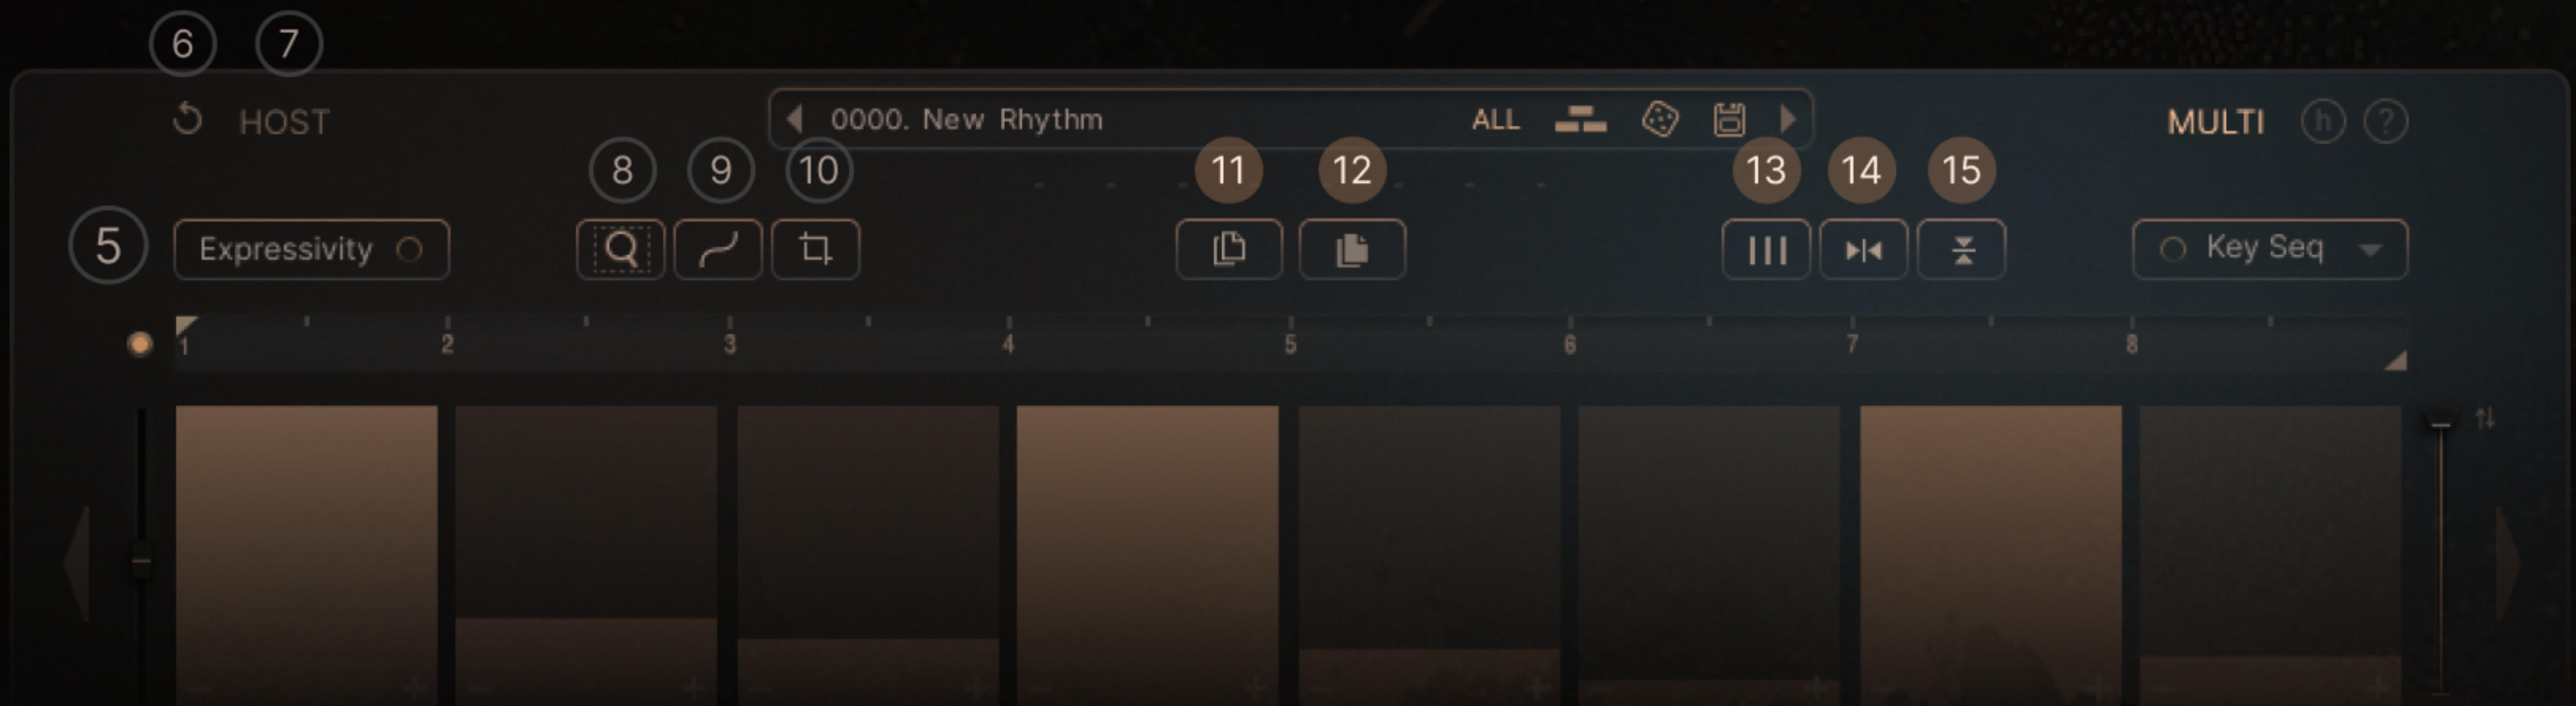 6 7
HOST 0000. New Rhythm ALL MULTI h ?
8 9 10 11 12 13 14 15
5 Expressivity Key Seq
1 2 3 4 5 6 7 8